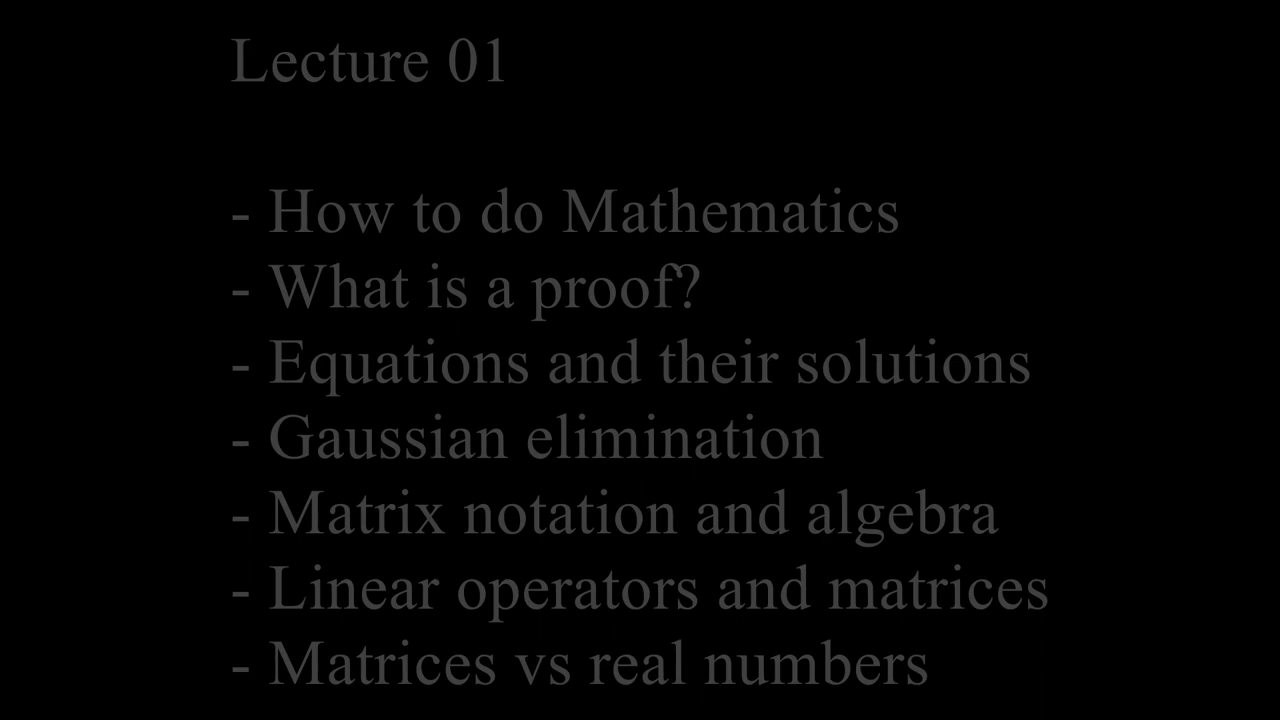 Lecture 01
- How to do Mathematics
- What is a proof?
- Equations and their solutions
- Gaussian elimination
- Matrix notation and algebra
- Linear operators and matrices
- Matrices vs real numbers